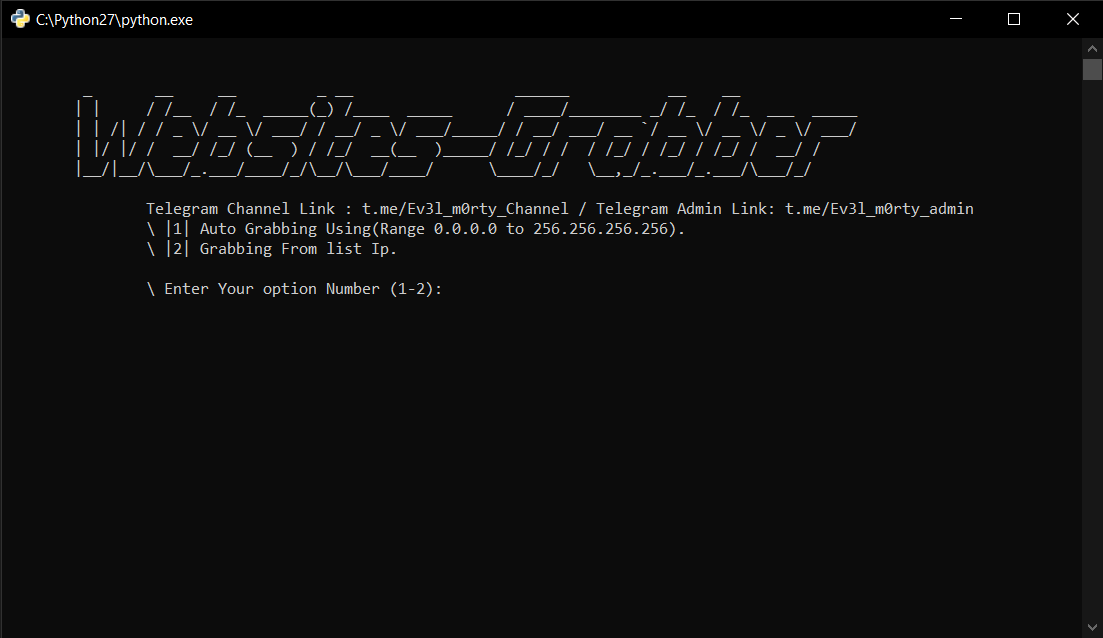 C:\Python27\python.exe
Websites-Grabber
Telegram Channel Link : t.me/Ev3l_m0rty_Channel / Telegram Admin Link: t.me/Ev3l_m0rty_admin
\ |1| Auto Grabbing Using(Range 0.0.0.0 to 256.256.256.256).
\ |2| Grabbing From list Ip.
\ Enter Your option Number (1-2):